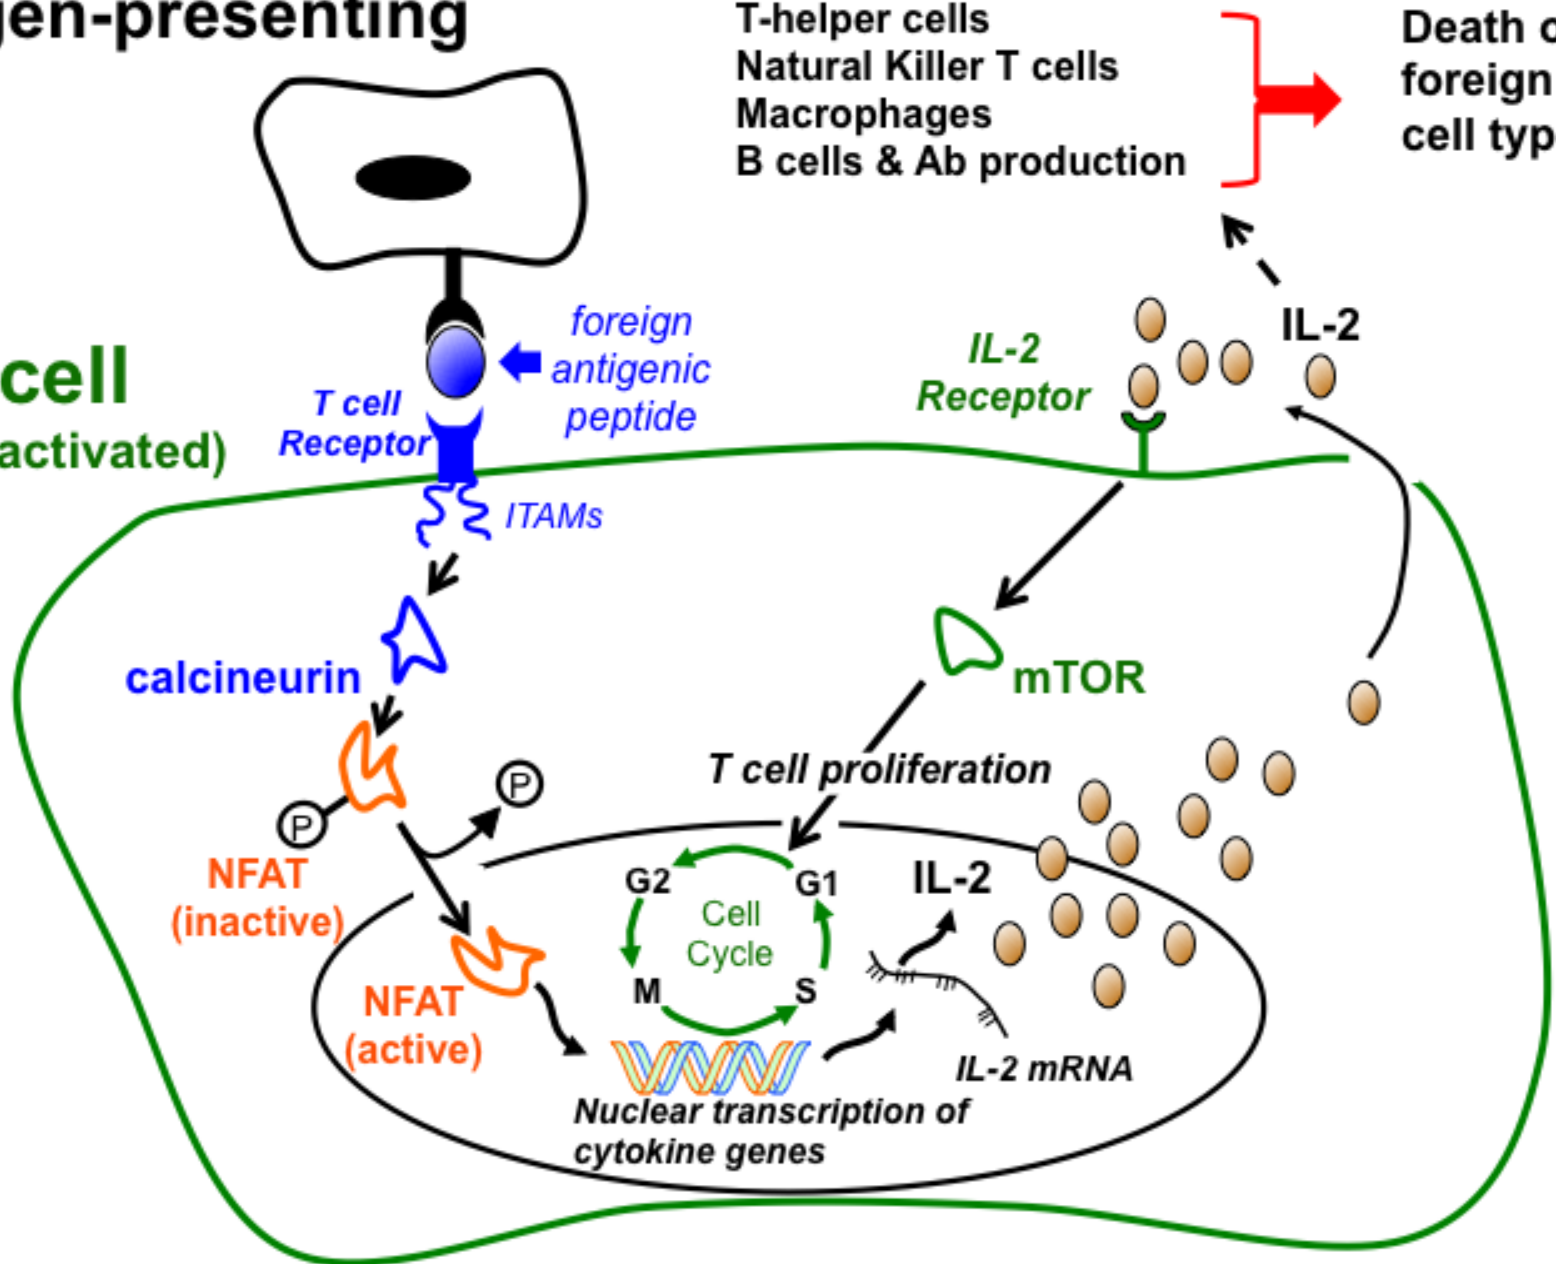 gen-presenting
T-helper cells
Natural Killer T cells
Macrophages
B cells & Ab production
Death
foreign
cell typ
IL-2
foreign
antigenic
peptide
IL-2
Receptor
cell
activated)
T cell
Receptor
ITAMs
calcineurin
mTOR
T cell proliferation
P
P
NFAT
(inactive)
G2
G1
Cell
Cycle
M
S
IL-2
NFAT
(active)
IL-2 mRNA
Nuclear transcription of
cytokine genes